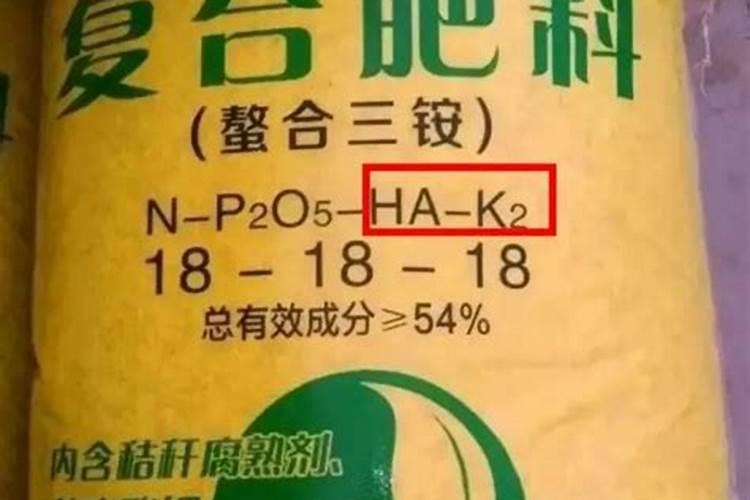 复合肥料
(螯合三铵)
N-P2O5-HA-K2
18-18-18
总有效成分≥54%
内含秸秆腐熟剂、